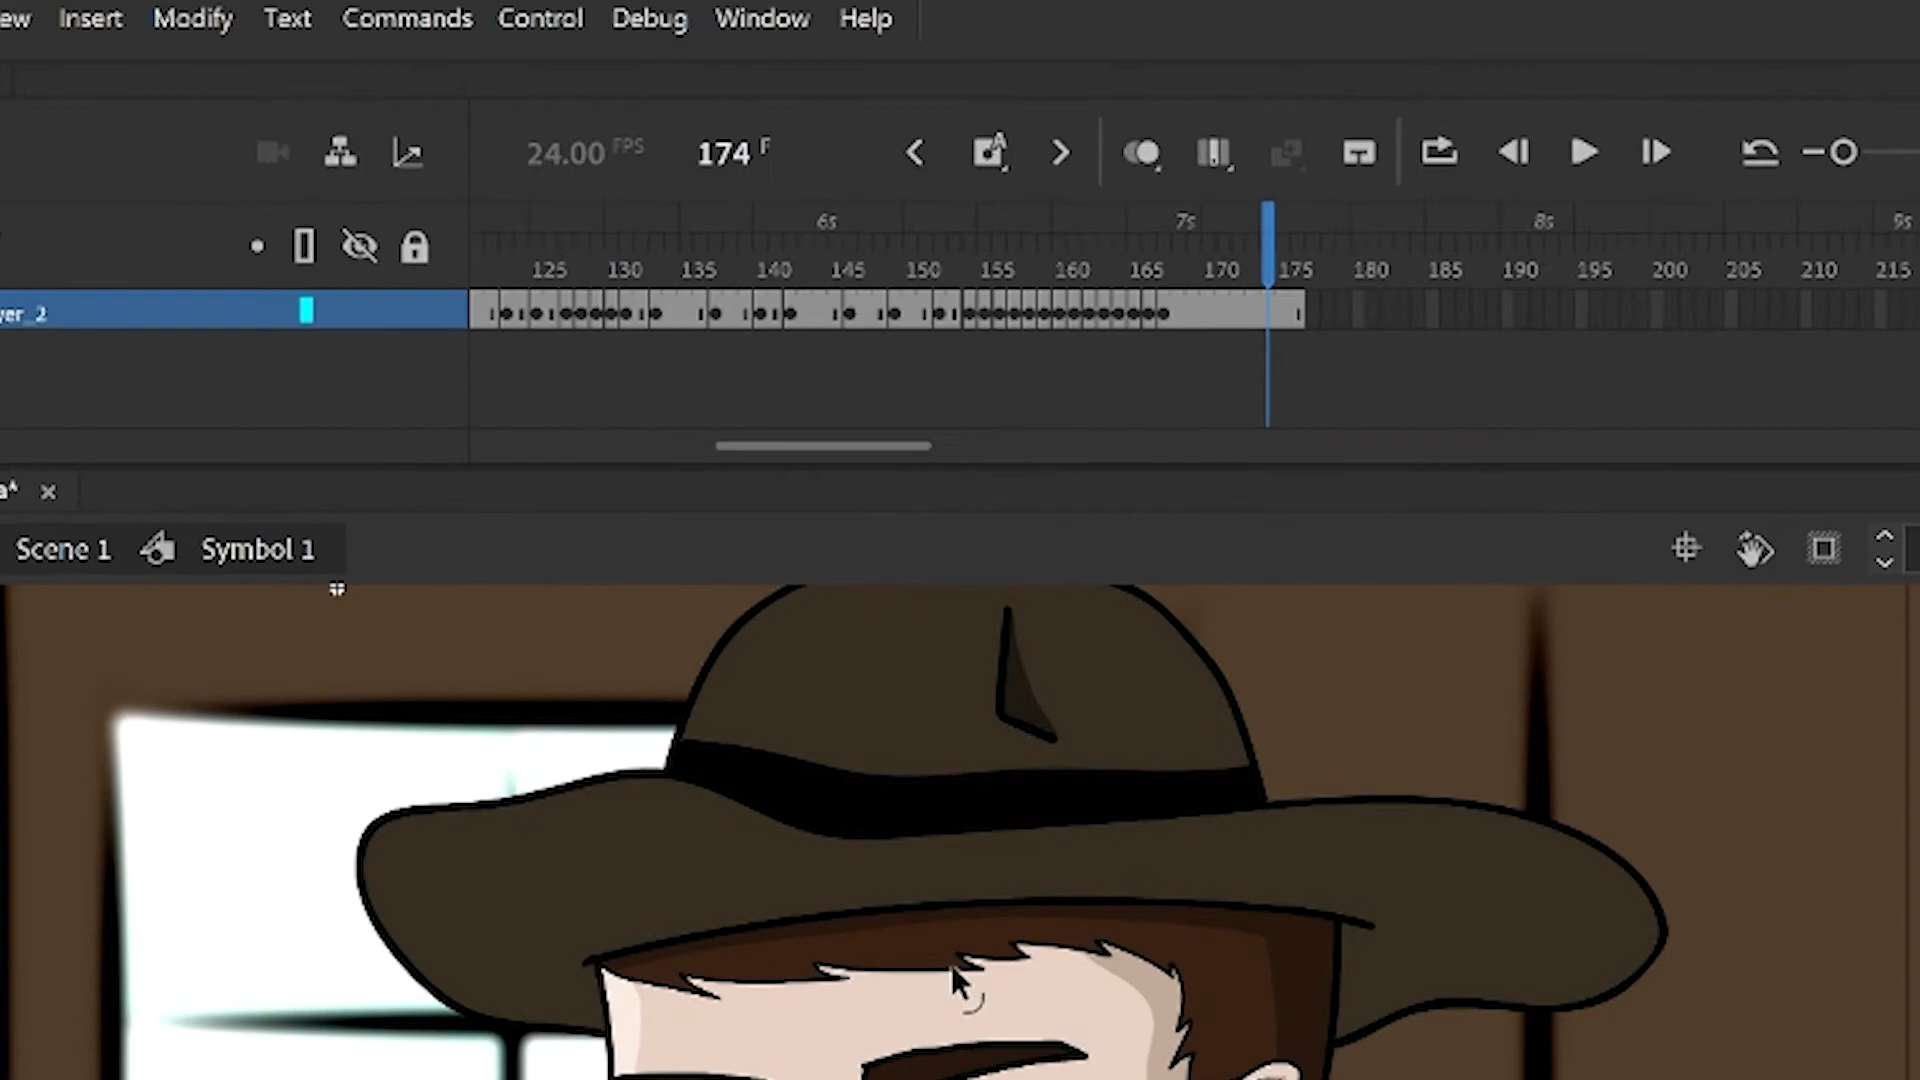 ew Insert Modify Text Commands Control Debug Window Help
24.00 FPS 174 F
6s 7s 8s 9s
125 130 135 140 145 150 155 160 165 170 175 180 185 190 195 200 205 210 215
yer_2
a*
Scene 1 Symbol 1